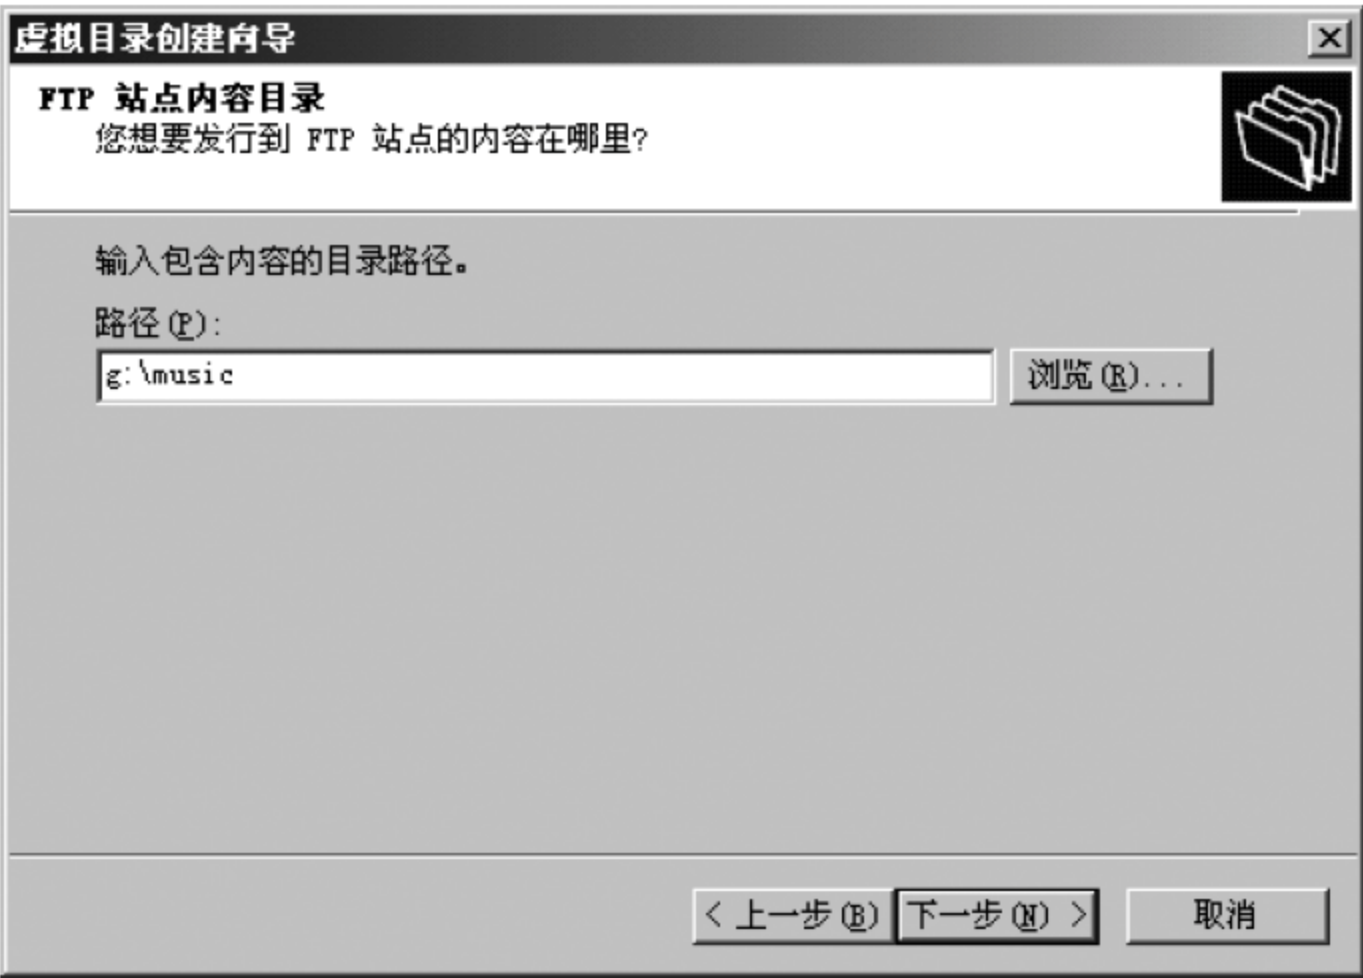 虚拟目录创建向导
FTP 站点内容目录
您想要发行到 FTP 站点的内容在哪里?
输入包含内容的目录路径。
路径(P):
g:\music
浏览(R)...
< 上一步(B)
下一步(N) >
取消